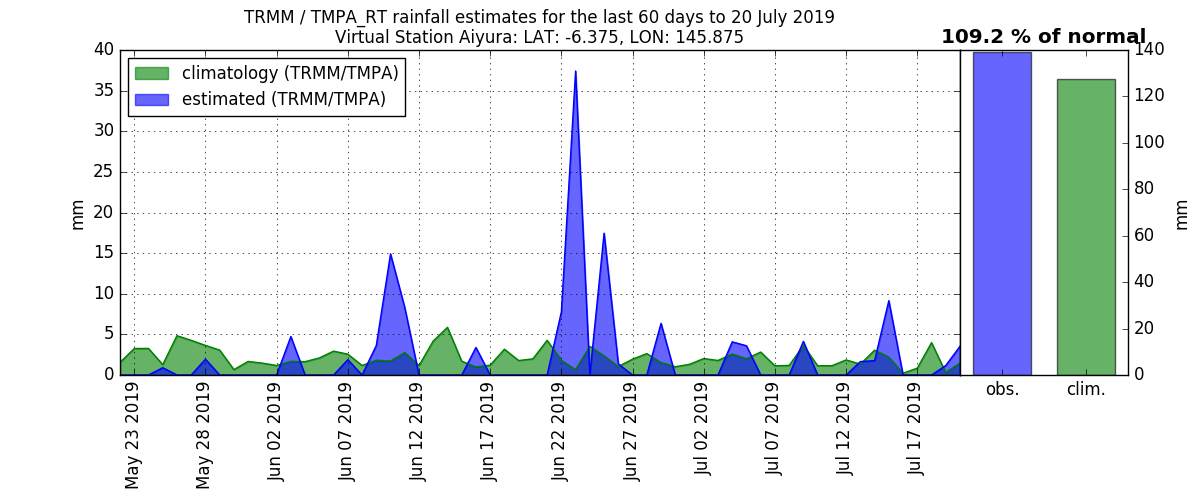 TRMM / TMPA_RT rainfall estimates for the last 60 days to 20 July 2019
Virtual Station Aiyura: LAT: -6.375, LON: 145.875
109.2 % of normal
climatology (TRMM/TMPA)
estimated (TRMM/TMPA)
40
35
30
25
20
15
10
5
0
mm
May 23 2019
May 28 2019
Jun 02 2019
Jun 07 2019
Jun 12 2019
Jun 17 2019
Jun 22 2019
Jun 27 2019
Jul 02 2019
Jul 07 2019
Jul 12 2019
Jul 17 2019
obs.
clim.
140
120
100
80
60
40
20
0
mm